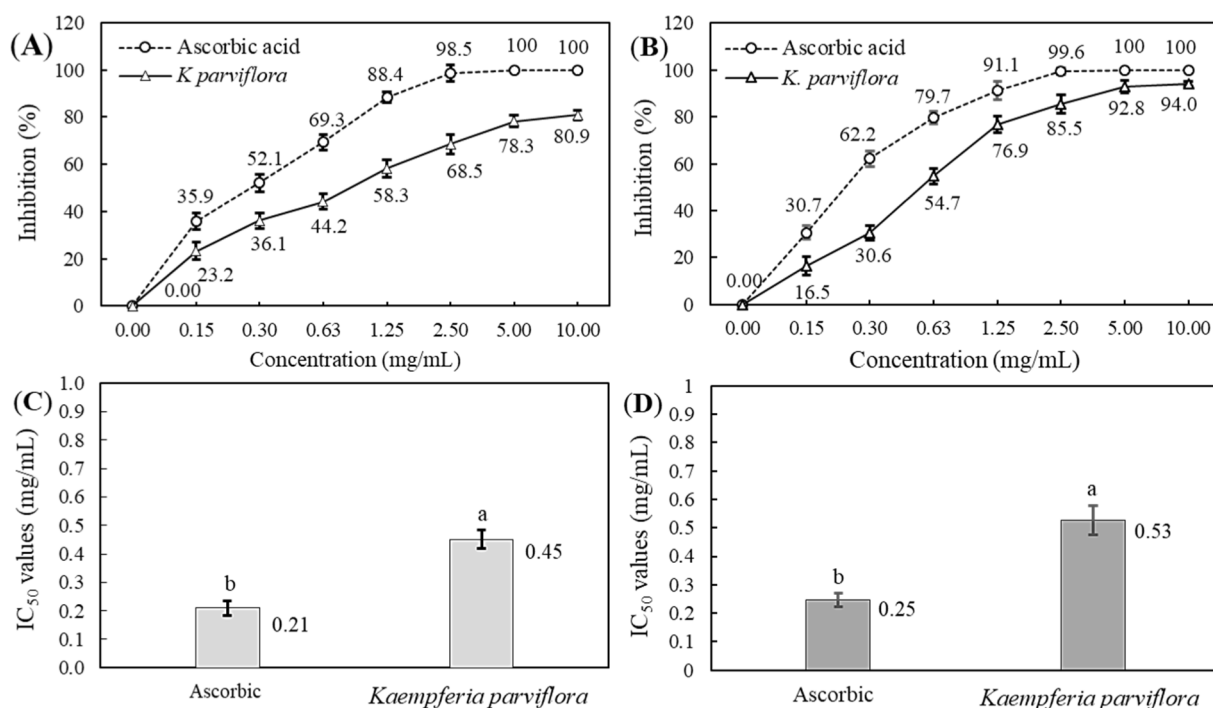 (A)
Ascorbic acid
K parviflora
120
100
80
60
40
20
0
Inhibition (%)
0.00
35.9
52.1
69.3
88.4
98.5
100
100
23.2
36.1
44.2
58.3
68.5
78.3
80.9
0.00 0.15 0.30 0.63 1.25 2.50 5.00 10.00
Concentration (mg/mL)
(B)
Ascorbic acid
K. parviflora
120
100
80
60
40
20
0
Inhibition (%)
0.00
30.7
62.2
79.7
91.1
99.6
100
100
16.5
30.6
54.7
76.9
85.5
92.8
94.0
0.00 0.15 0.30 0.63 1.25 2.50 5.00 10.00
Concentration (mg/mL)
(C)
1.0
0.9
0.8
0.7
0.6
0.5
0.4
0.3
0.2
0.1
0.0
IC50 values (mg/mL)
b
0.21
a
0.45
Ascorbic
Kaempferia parviflora
(D)
1
0.9
0.8
0.7
0.6
0.5
0.4
0.3
0.2
0.1
0
IC50 values (mg/mL)
b
0.25
a
0.53
Ascorbic
Kaempferia parviflora